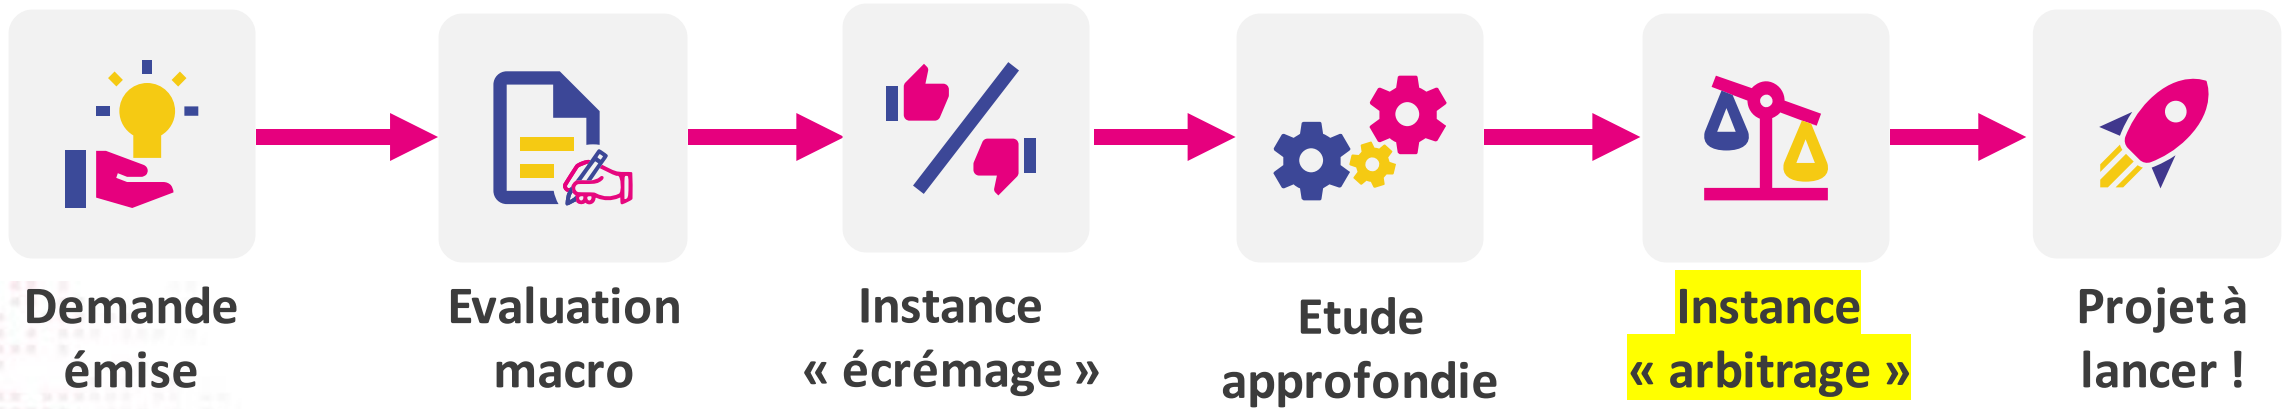 Demande
émise
Evaluation
macro
Instance
« écrémage »
Etude
approfondie
Instance
« arbitrage »
Projet à
lancer !